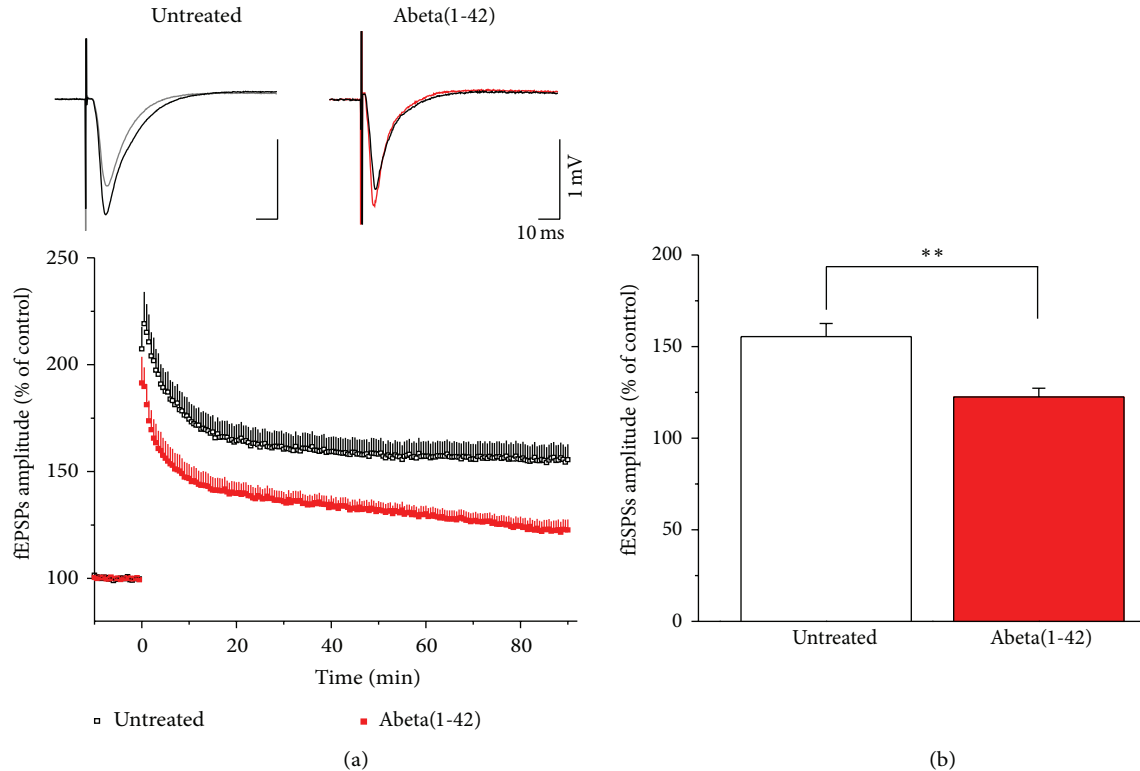 Untreated
Abeta(1-42)
1 mV
10 ms
fEPSPs amplitude (% of control)
250
200
150
100
0
20
40
60
80
Time (min)
Untreated
Abeta(1-42)
(a)
fESPSs amplitude (% of control)
200
150
100
50
0
**
Untreated
Abeta(1-42)
(b)